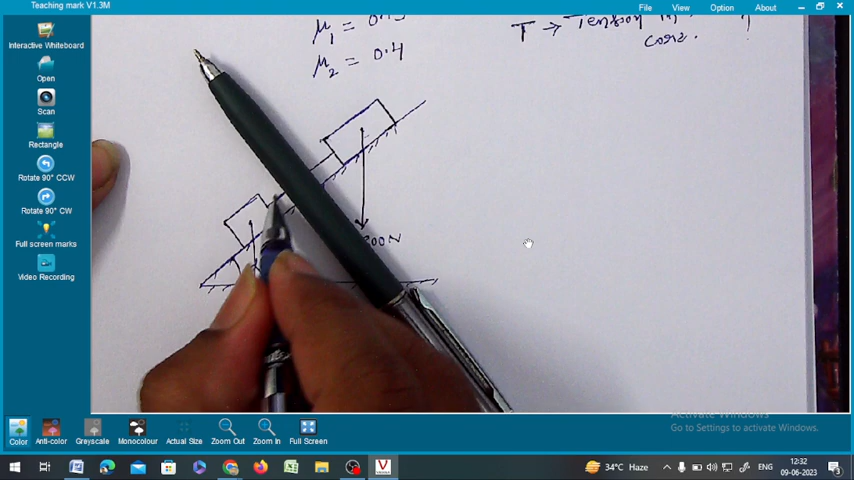 Teaching mark V1.3M
File View Option About
Interactive Whiteboard
Open
Scan
Rectangle
Rotate 90° CCW
Rotate 90° CW
Full screen marks
Video Recording
μ₁ =
μ₂ = 0.4
T → Tension
Color Anti-color Greyscale Monocolour Actual Size Zoom Out Zoom In Full Screen
Activate Windows
Go to Settings to activate Windows.
34°C Haze
ENG
12:32
09-06-2023
3